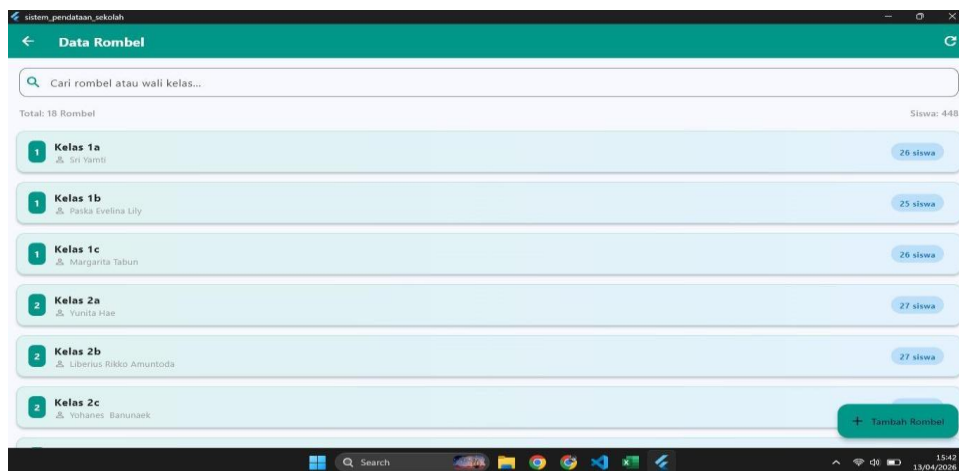 sistem_pendataan_sekolah
Data Rombel
Cari rombel atau wali kelas...
Total: 18 Rombel Siswa: 448
1 Kelas 1a
Sri Yamti
26 siswa
1 Kelas 1b
Paska Evelina Lily
25 siswa
1 Kelas 1c
Margarita Tabun
26 siswa
2 Kelas 2a
Yunita Hae
27 siswa
2 Kelas 2b
Liberius Rikko Amuntoda
27 siswa
2 Kelas 2c
Yohanes Banunaek
+ Tambah Rombel
Search
15:42
13/04/2026